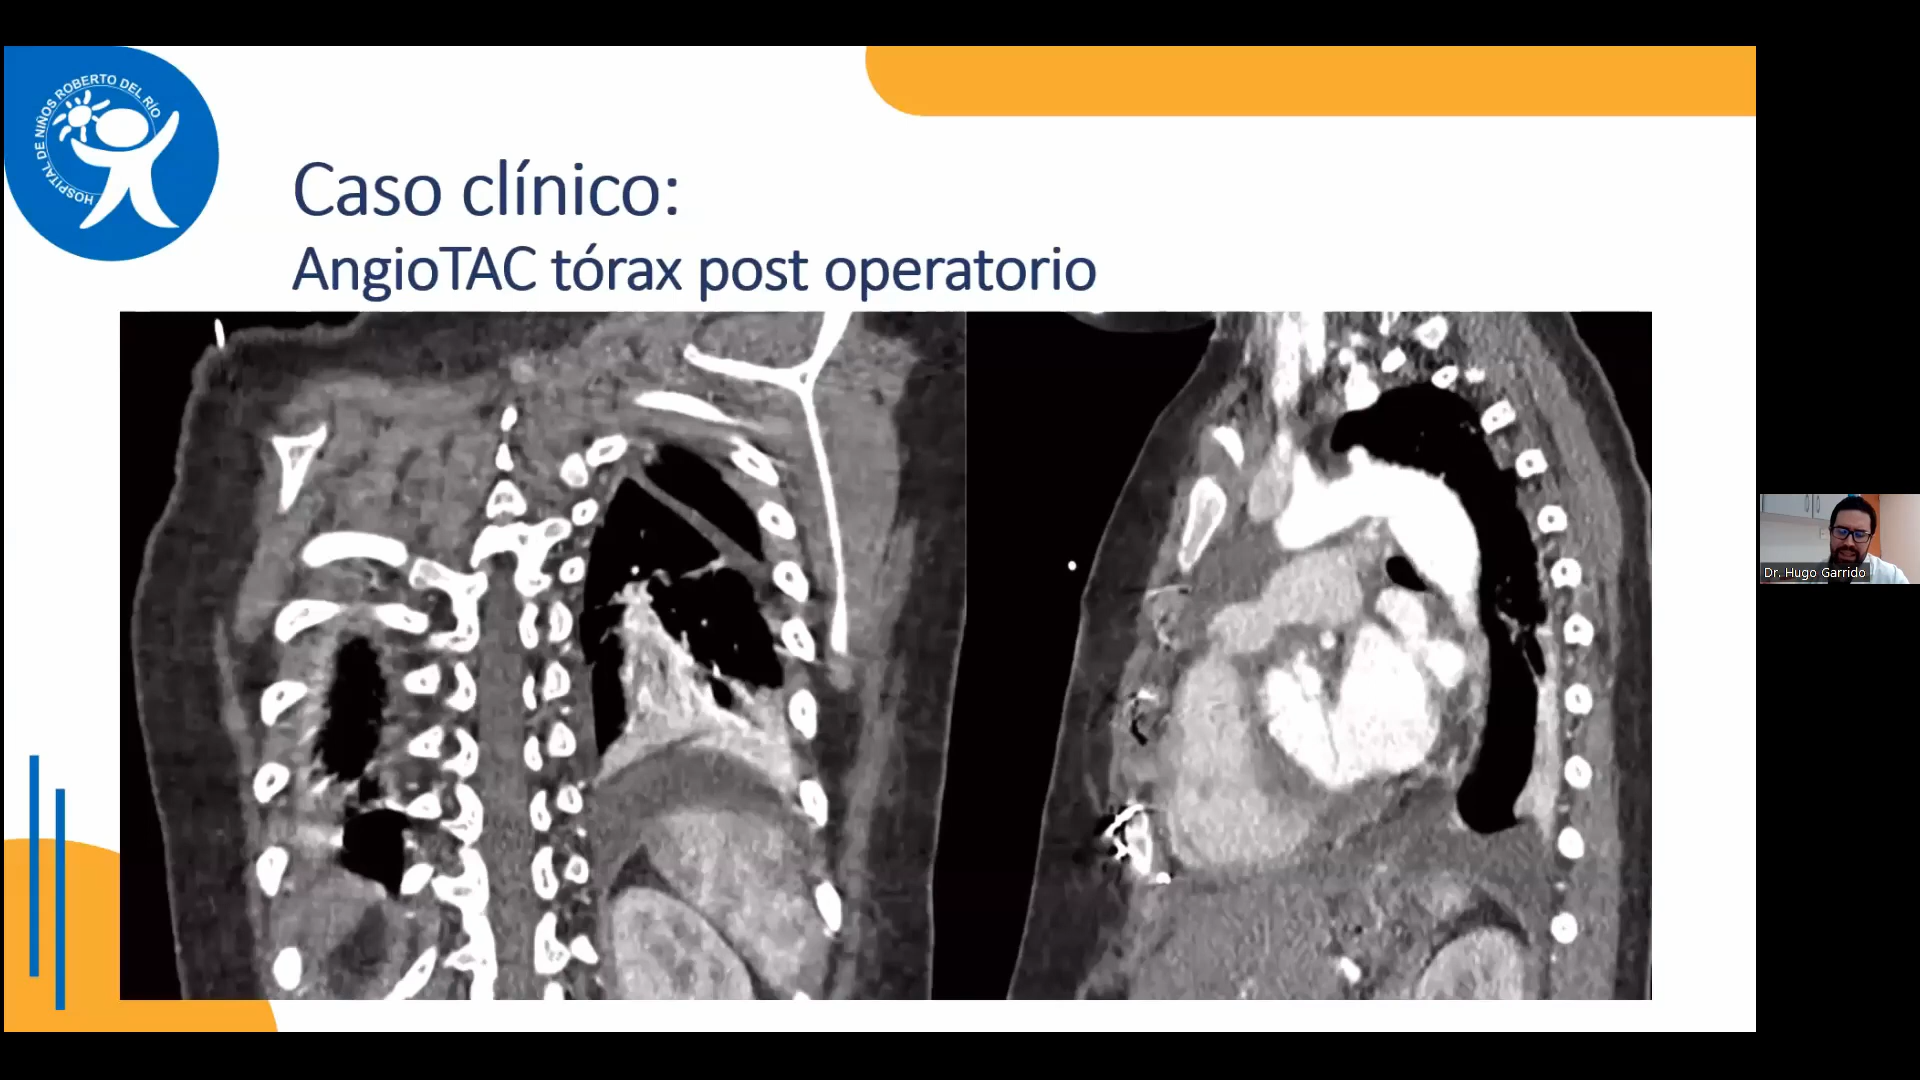 HOSPITAL DE NIÑOS ROBERTO DEL RÍO
Caso clínico:
AngioTAC tórax post operatorio
Dr. Hugo Garrido